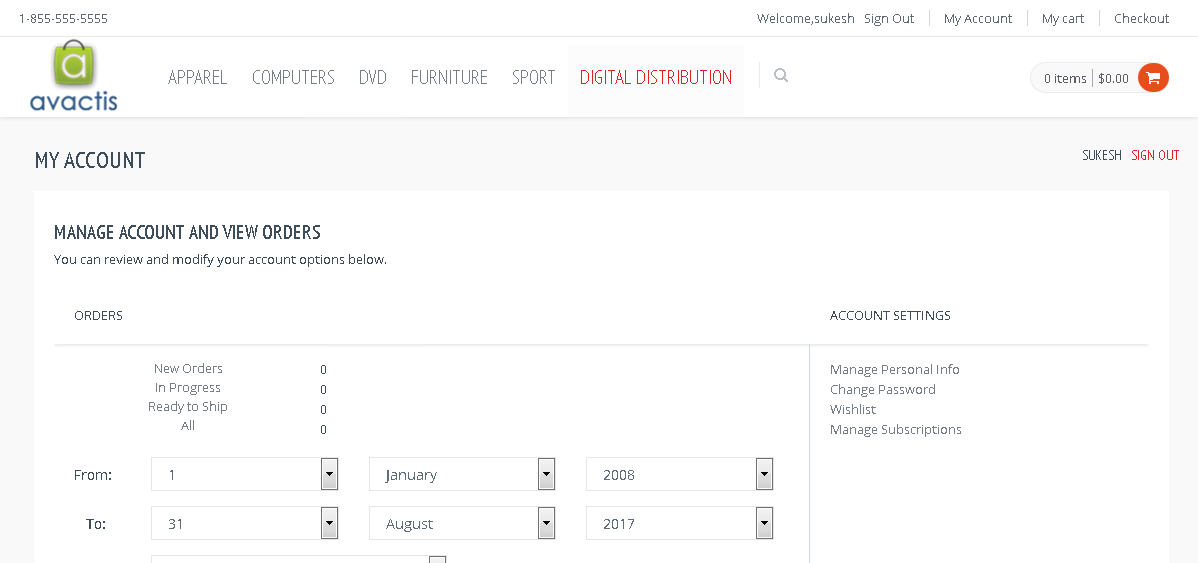 1-855-555-5555
Welcome,sukesh Sign Out My Account My cart Checkout
a
avactis
APPAREL COMPUTERS DVD FURNITURE SPORT DIGITAL DISTRIBUTION
0 items $0.00
MY ACCOUNT
SUKESH SIGN OUT
MANAGE ACCOUNT AND VIEW ORDERS
You can review and modify your account options below.
ORDERS
ACCOUNT SETTINGS
New Orders 0
In Progress 0
Ready to Ship 0
All 0
Manage Personal Info
Change Password
Wishlist
Manage Subscriptions
From: 1 January 2008
To: 31 August 2017